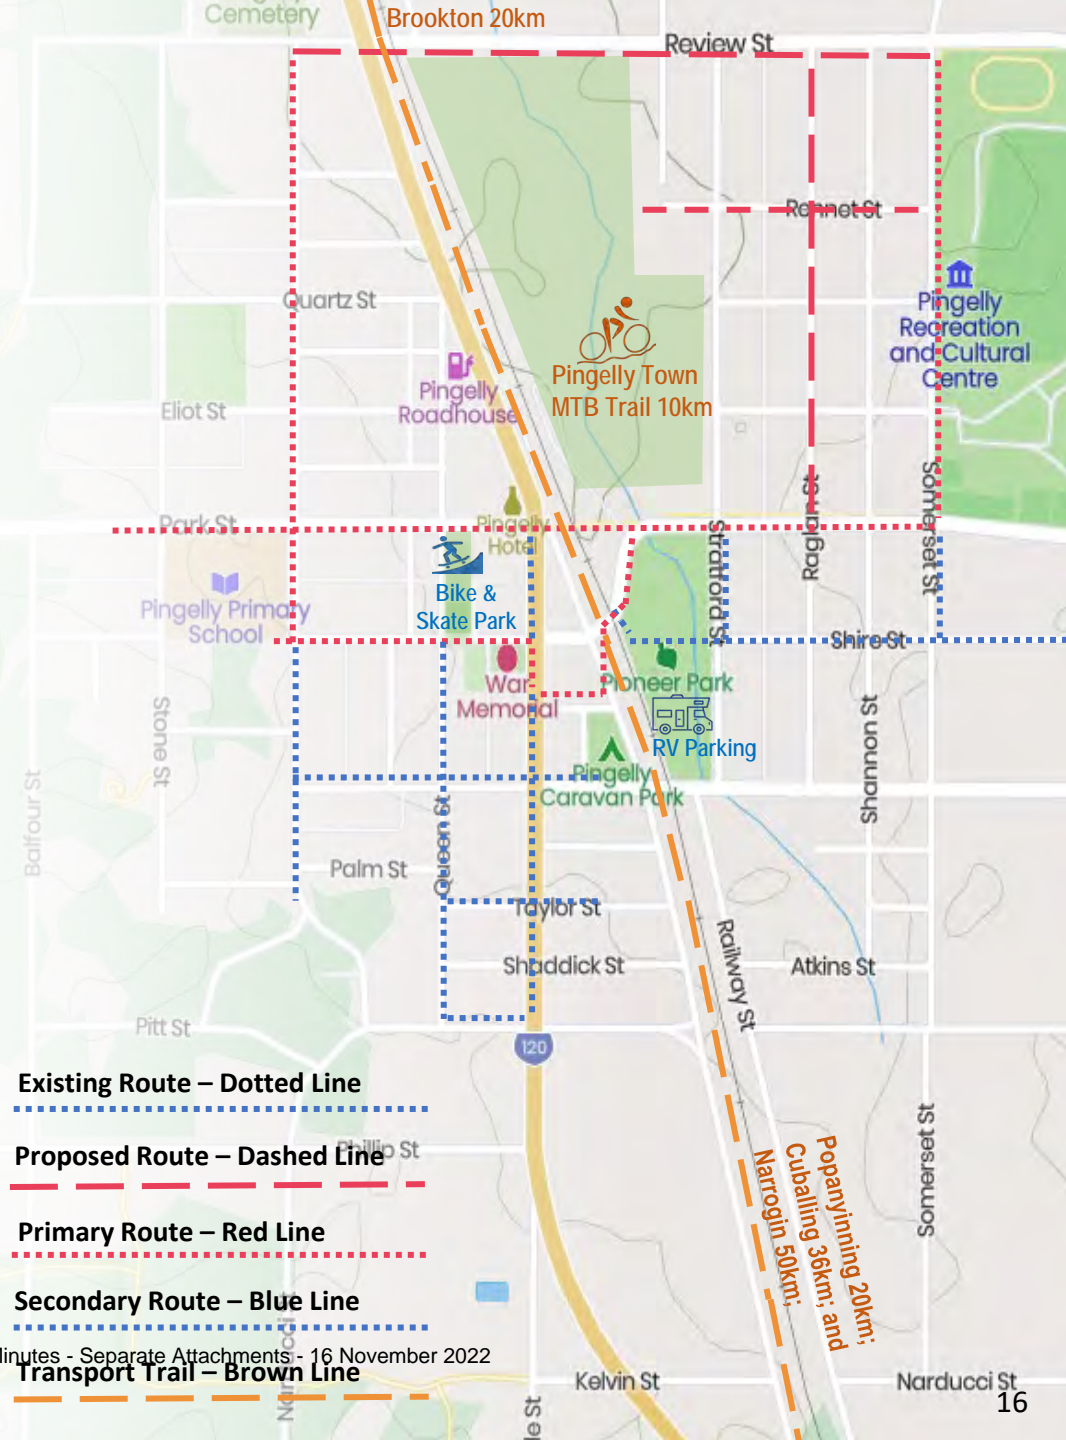 Cemetery
Brookton 20km
Review St
Rennet St
Quartz St
Pingelly
Recreation
and Cultural
Centre
Pingelly Town
MTB Trail 10km
Pingelly
Roadhouse
Eliot St
Somerset St
Raglan St
Park St
Pingelly
Hotel
Stratford St
Bike &
Skate Park
Pingelly Primary
School
Shire St
War
Memorial
Pioneer Park
RV Parking
Stone St
Shannon St
Pingelly
Caravan Park
Balfour St
Queen St
Palm St
Taylor St
Shaddick St
Railway St
Atkins St
Pitt St
120
Existing Route – Dotted Line
Proposed Route – Dashed Line
Phillip St
Somerset St
Popanyinning 20km;
Cuballing 36km; and
Narrogin 50km;
Primary Route – Red Line
Secondary Route – Blue Line
linutes - Separate Attachments - 16 November 2022
Transport Trail – Brown Line
Narducci St
Kelvin St
Narducci St
16
le St